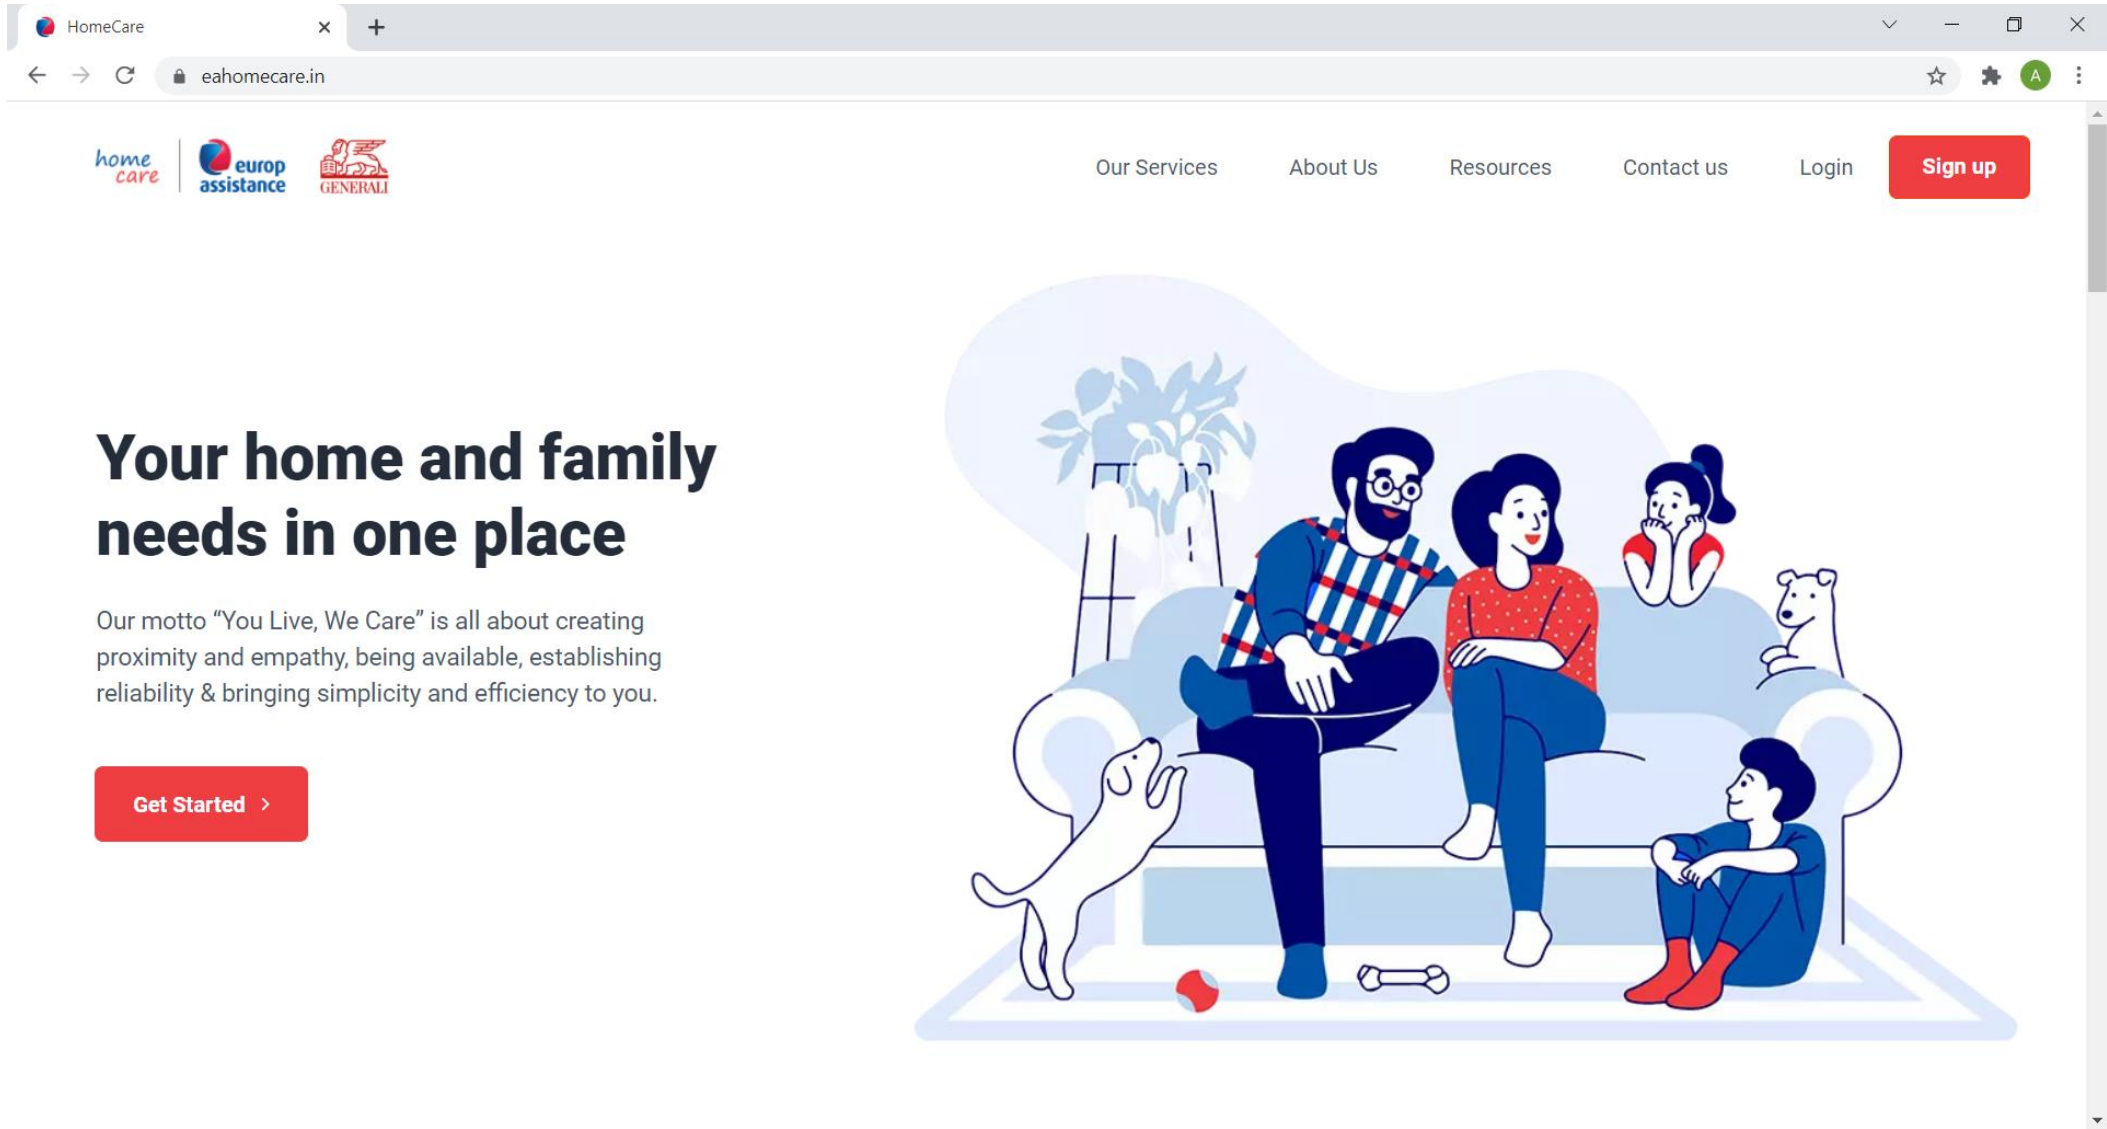 HomeCare
eahomecare.in
A
home
care
europ
assistance
GENERALI
Our Services
About Us
Resources
Contact us
Login
Sign up
Your home and family
needs in one place
Our motto “You Live, We Care” is all about creating
proximity and empathy, being available, establishing
reliability & bringing simplicity and efficiency to you.
Get Started